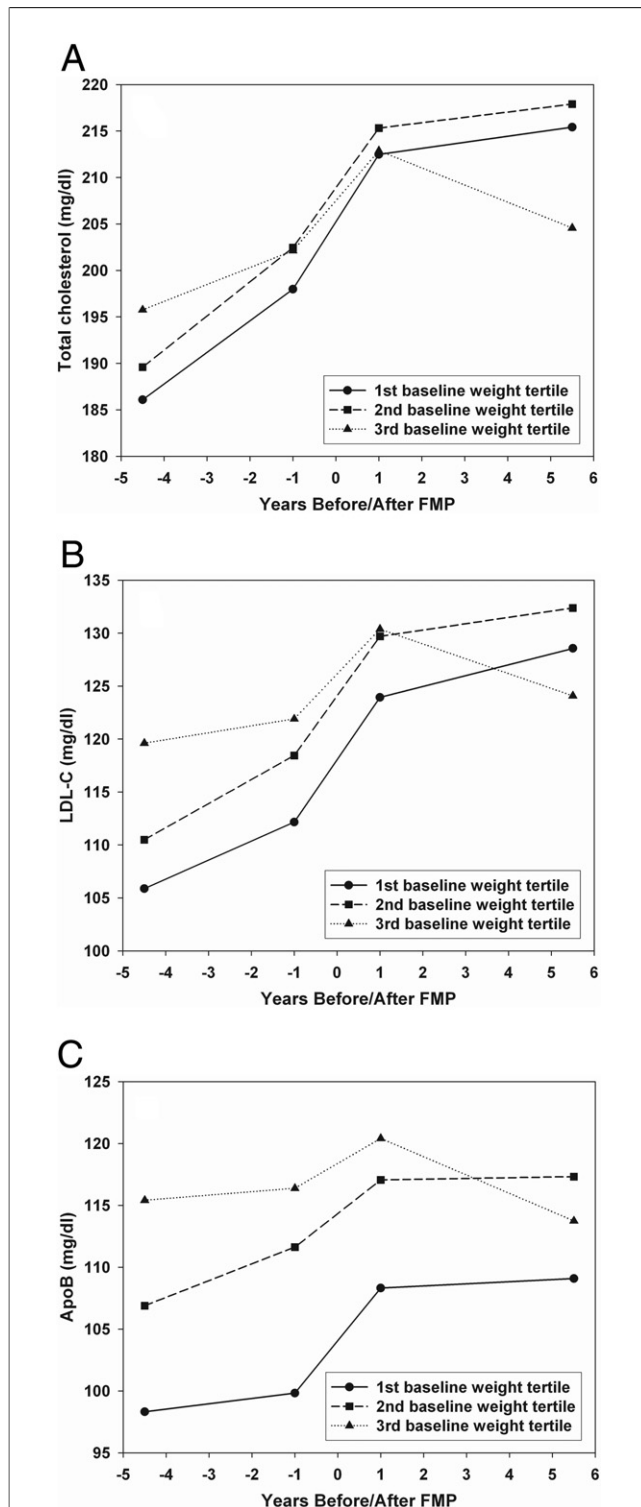 A
Total cholesterol (mg/dl)
220
215
210
205
200
195
190
185
180
1st baseline weight tertile
2nd baseline weight tertile
3rd baseline weight tertile
-5 -4 -3 -2 -1 0 1 2 3 4 5 6
Years Before/After FMP
B
LDL-C (mg/dl)
135
130
125
120
115
110
105
100
1st baseline weight tertile
2nd baseline weight tertile
3rd baseline weight tertile
-5 -4 -3 -2 -1 0 1 2 3 4 5 6
Years Before/After FMP
C
ApoB (mg/dl)
125
120
115
110
105
100
95
1st baseline weight tertile
2nd baseline weight tertile
3rd baseline weight tertile
-5 -4 -3 -2 -1 0 1 2 3 4 5 6
Years Before/After FMP